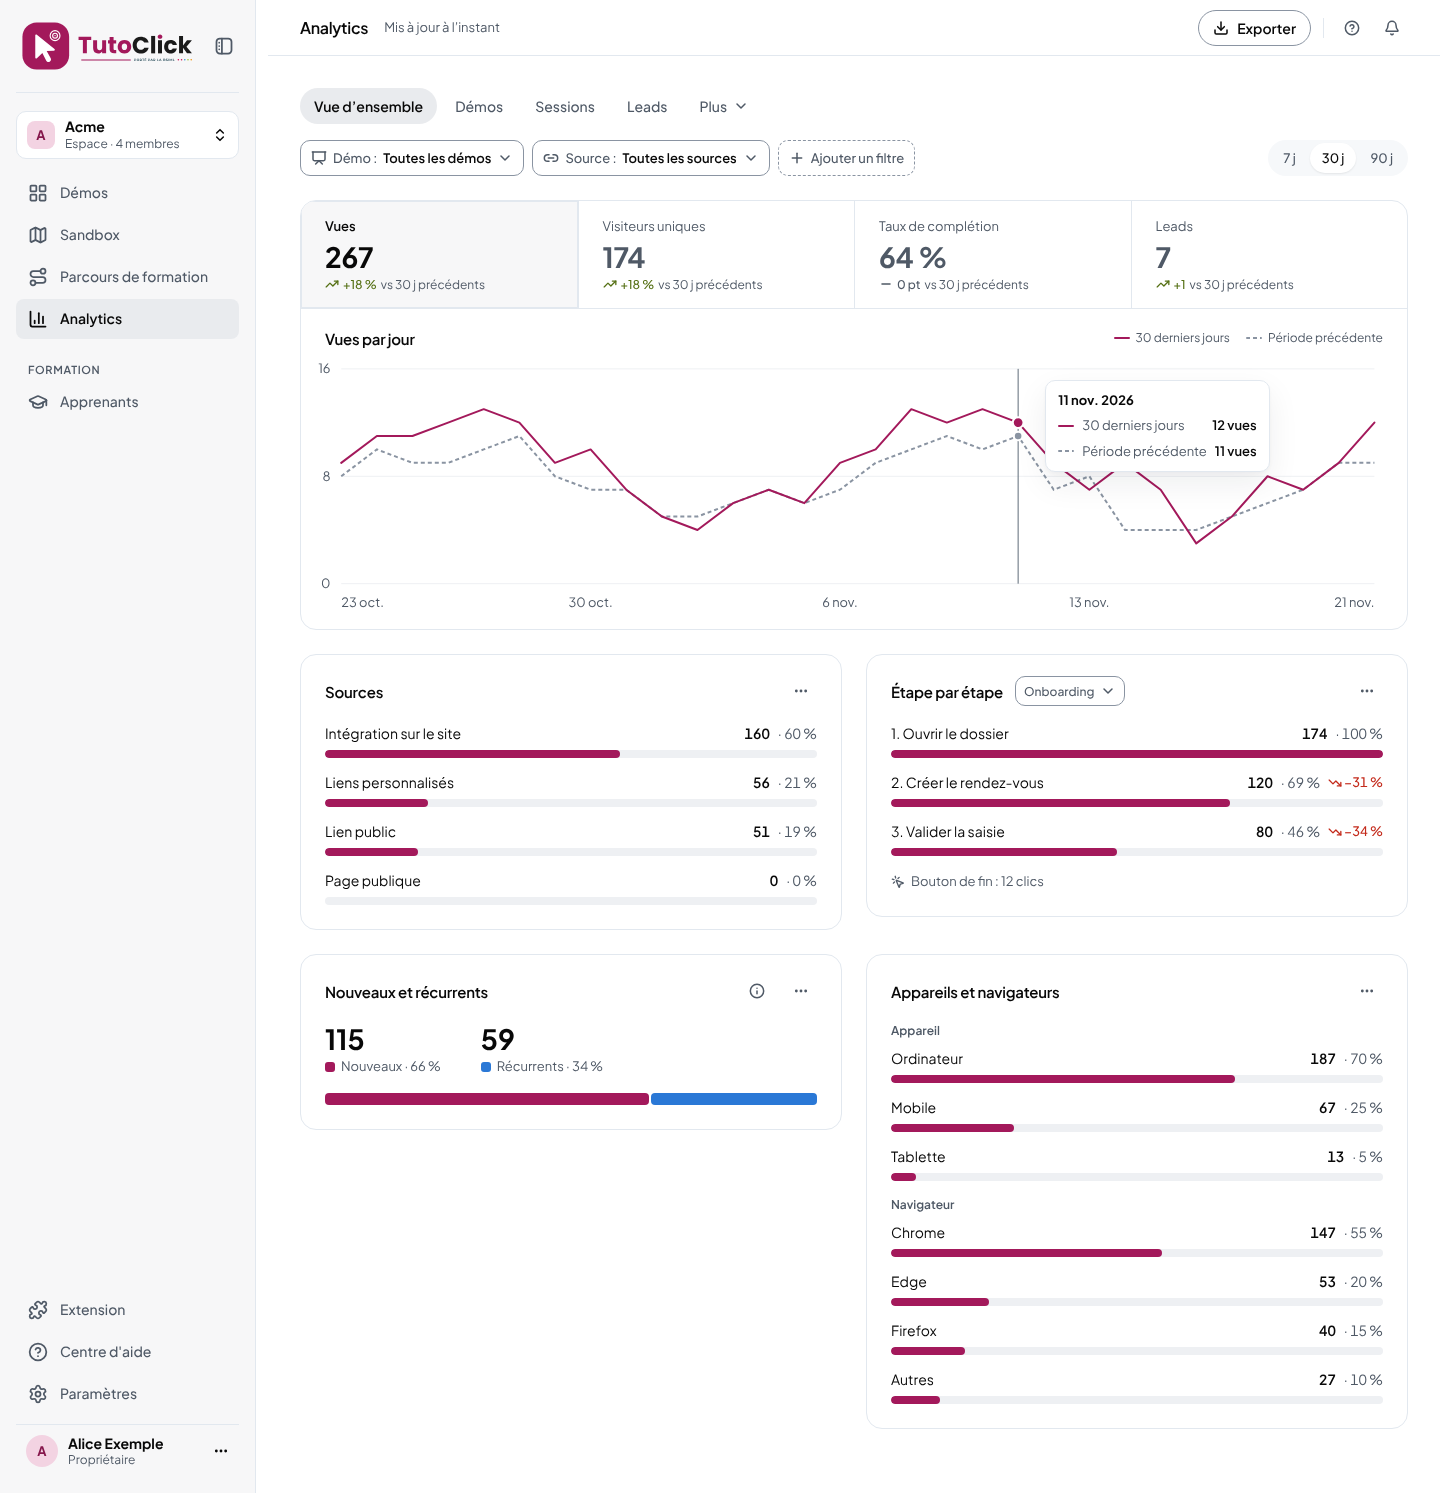 TutoClick
Acme
Espace · 4 membres
Démos
Sandbox
Parcours de formation
Analytics
FORMATION
Apprenants
Extension
Centre d'aide
Paramètres
A
Alice Exemple
Propriétaire
A
Analytics Mis à jour à l'instant
Exporter
Vue d’ensemble Démos Sessions Leads Plus
Démo : Toutes les démos Source : Toutes les sources Ajouter un filtre
7 j 30 j 90 j
Vues
267
+18 % vs 30 j précédents
Visiteurs uniques
174
+18 % vs 30 j précédents
Taux de complétion
64 %
0 pt vs 30 j précédents
Leads
7
+1 vs 30 j précédents
Vues par jour
30 derniers jours Période précédente
16
8
0
11 nov. 2026
30 derniers jours 12 vues
Période précédente 11 vues
23 oct. 30 oct. 6 nov. 13 nov. 21 nov.
Sources
Intégration sur le site 160 · 60 %
Liens personnalisés 56 · 21 %
Lien public 51 · 19 %
Page publique 0 · 0 %
Étape par étape Onboarding
1. Ouvrir le dossier 174 · 100 %
2. Créer le rendez-vous 120 · 69 % −31 %
3. Valider la saisie 80 · 46 % −34 %
Bouton de fin : 12 clics
Nouveaux et récurrents
115
Nouveaux · 66 %
59
Récurrents · 34 %
Appareils et navigateurs
Appareil
Ordinateur 187 · 70 %
Mobile 67 · 25 %
Tablette 13 · 5 %
Navigateur
Chrome 147 · 55 %
Edge 53 · 20 %
Firefox 40 · 15 %
Autres 27 · 10 %